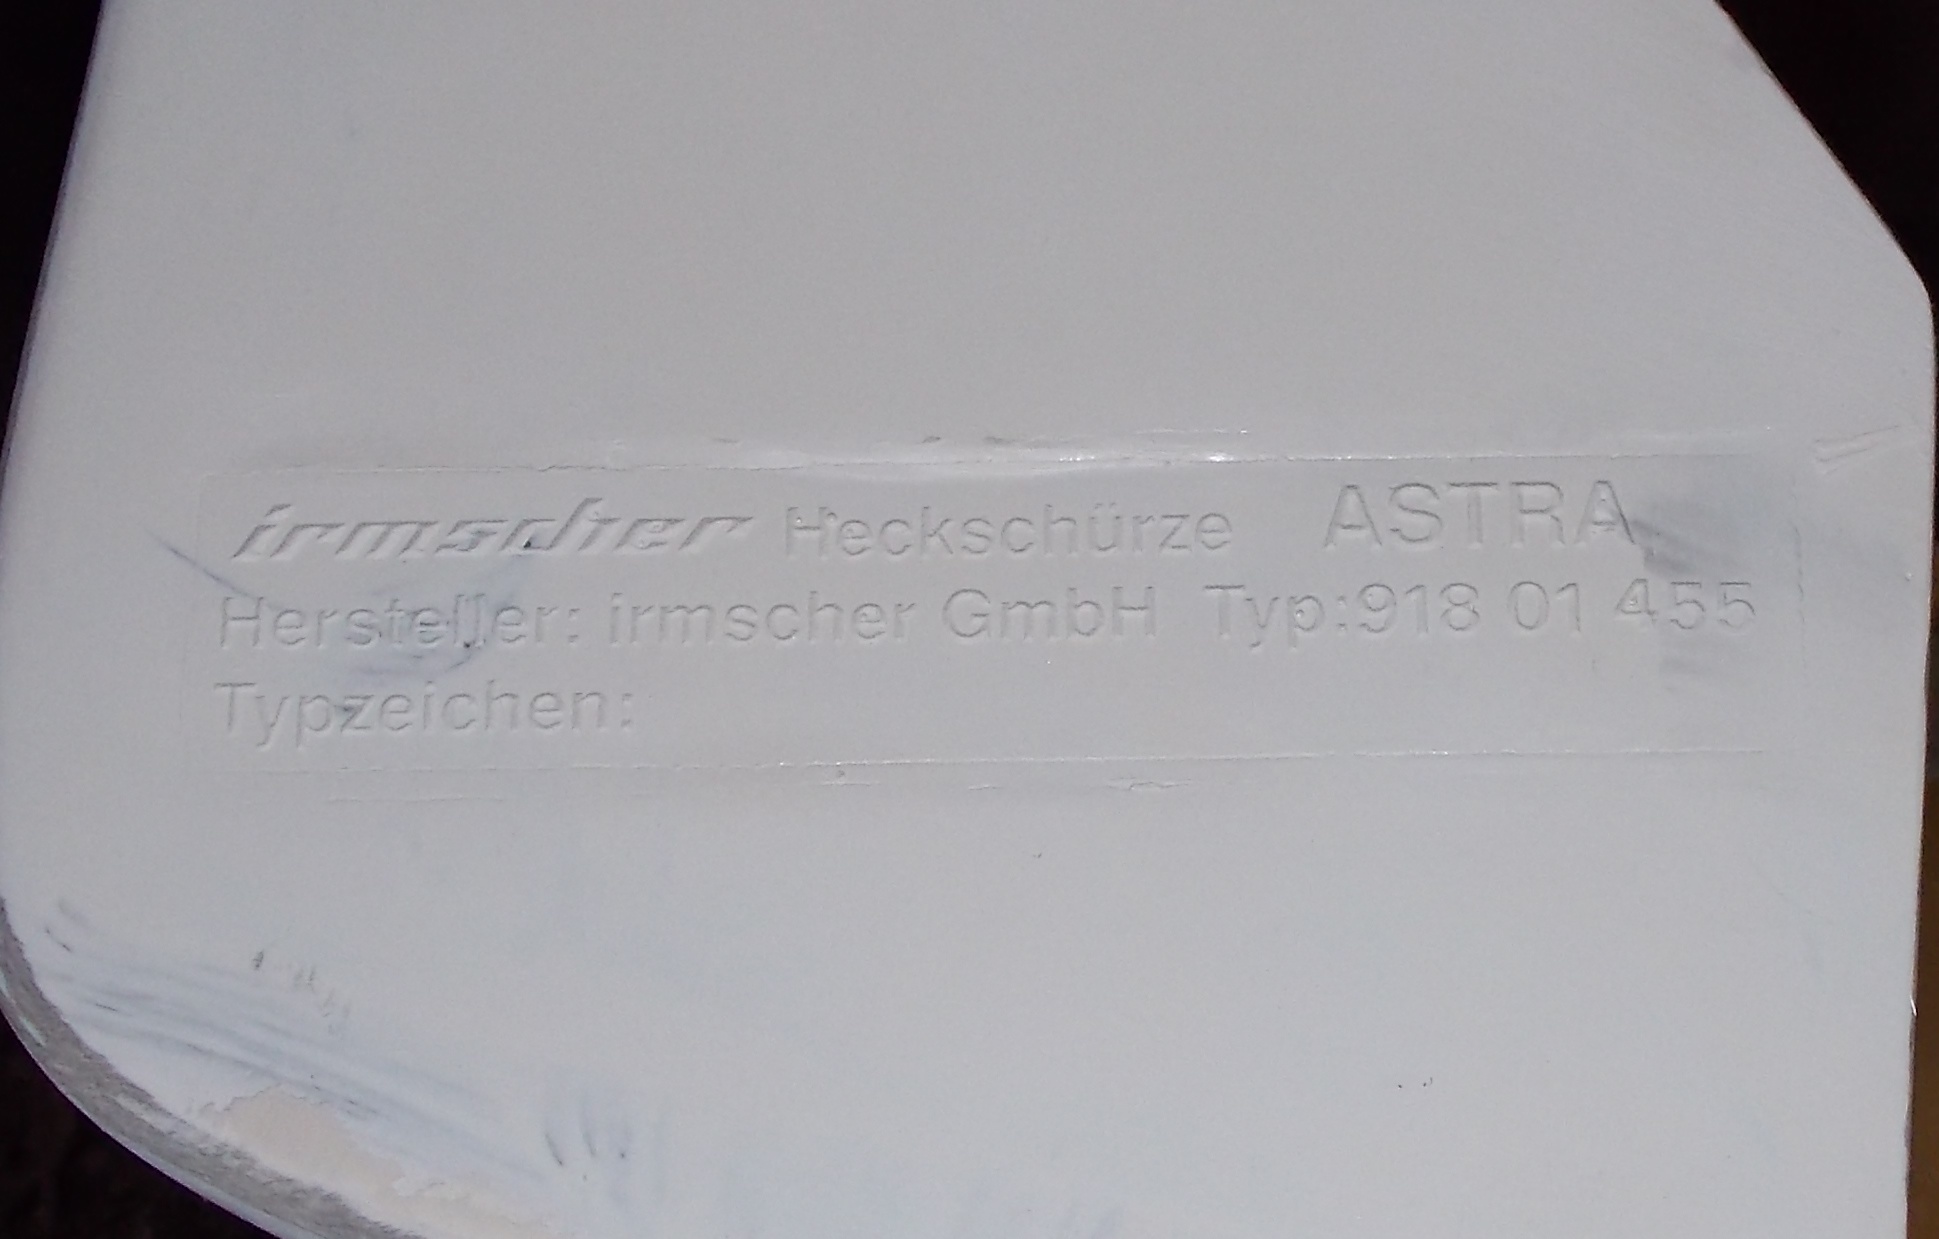 irmscher Heckschürze ASTRA
Hersteller: irmscher GmbH Typ:918 01 455
Typzeichen: